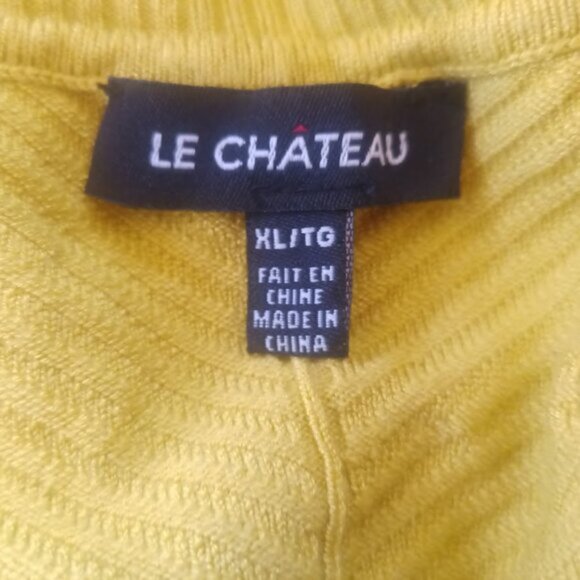 LE CHÂTEAU
XL/TG
FAIT EN
CHINE
MADE IN
CHINA